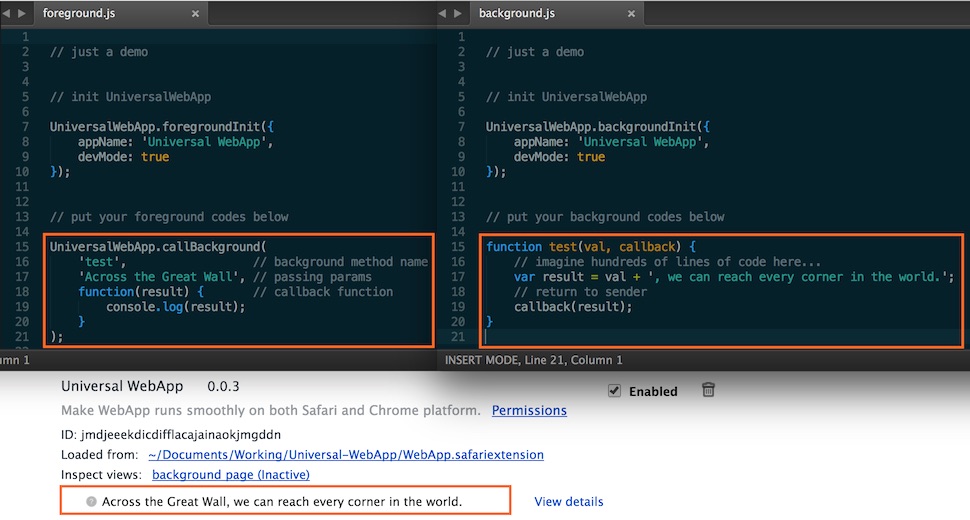 foreground.js
1
2 // just a demo
3
4
5 // init UniversalWebApp
6
7 UniversalWebApp.foregroundInit({
8 appName: 'Universal WebApp',
9 devMode: true
10 });
11
12
13 // put your foreground codes below
14
15 UniversalWebApp.callBackground(
16 'test', // background method name
17 'Across the Great Wall', // passing params
18 function(result) { // callback function
19 console.log(result);
20 }
21 );
umn 1
background.js
1
2 // just a demo
3
4
5 // init UniversalWebApp
6
7 UniversalWebApp.backgroundInit({
8 appName: 'Universal WebApp',
9 devMode: true
10 });
11
12
13 // put your background codes below
14
15 function test(val, callback) {
16 // imagine hundreds of lines of code here...
17 var result = val + ', we can reach every corner in the world.';
18 // return to sender
19 callback(result);
20 }
21
INSERT MODE, Line 21, Column 1
Universal WebApp 0.0.3 Enabled
Make WebApp runs smoothly on both Safari and Chrome platform. Permissions
ID: jmdjeeekdicdifflacajainaokjmgddn
Loaded from: ~/Documents/Working/Universal-WebApp/WebApp.safariextension
Inspect views: background page (Inactive)
Across the Great Wall, we can reach every corner in the world. View details